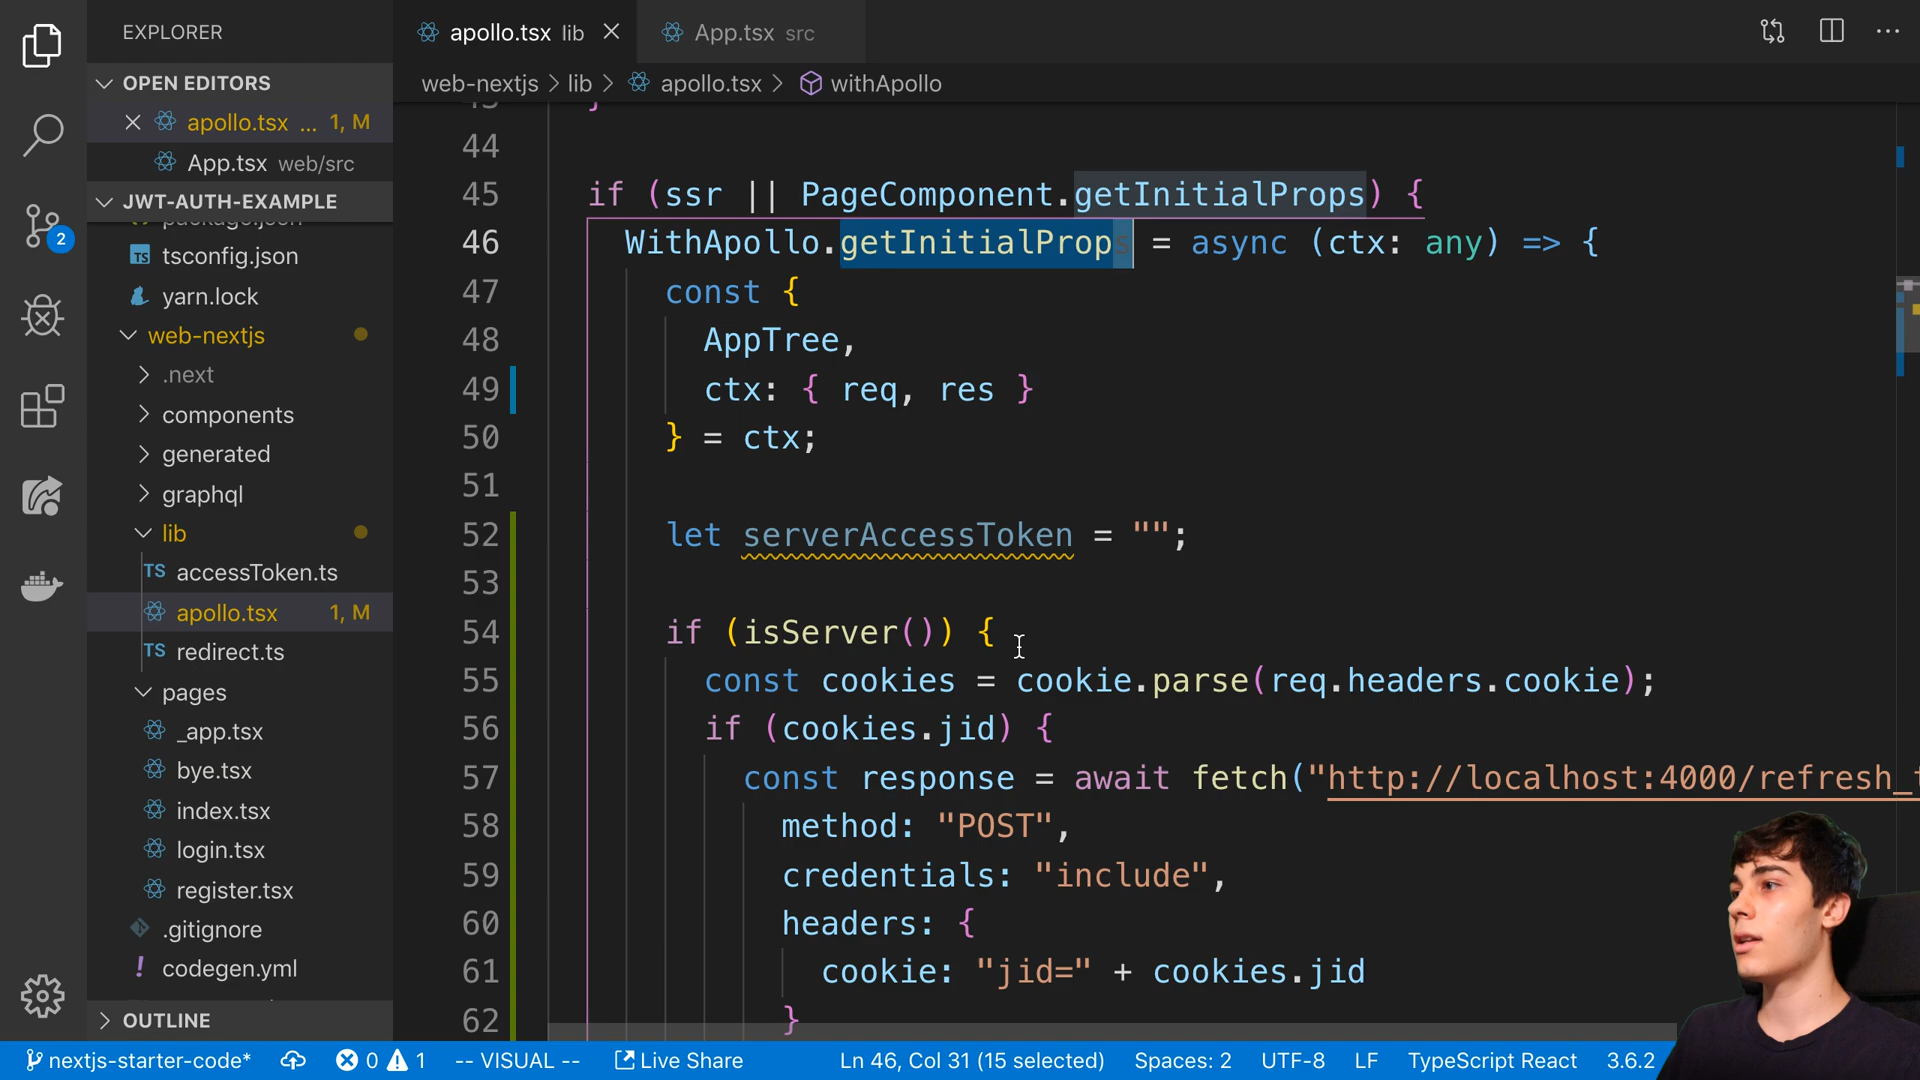 EXPLORER
OPEN EDITORS
apollo.tsx ... 1, M
App.tsx web/src
JWT-AUTH-EXAMPLE
package.json
tsconfig.json
yarn.lock
web-nextjs
.next
components
generated
graphql
lib
accessToken.ts
apollo.tsx 1, M
redirect.ts
pages
_app.tsx
bye.tsx
index.tsx
login.tsx
register.tsx
.gitignore
codegen.yml
OUTLINE
2
TS
TS
TS
apollo.tsx lib
App.tsx src
web-nextjs > lib > apollo.tsx > withApollo
43 }
44
45 if (ssr || PageComponent.getInitialProps) {
46 WithApollo.getInitialProps = async (ctx: any) => {
47 const {
48 AppTree,
49 ctx: { req, res }
50 } = ctx;
51
52 let serverAccessToken = "";
53
54 if (isServer()) {
55 const cookies = cookie.parse(req.headers.cookie);
56 if (cookies.jid) {
57 const response = await fetch("http://localhost:4000/refresh_
58 method: "POST",
59 credentials: "include",
60 headers: {
61 cookie: "jid=" + cookies.jid
62 }
nextjs-starter-code* 0 1 -- VISUAL -- Live Share Ln 46, Col 31 (15 selected) Spaces: 2 UTF-8 LF TypeScript React 3.6.2